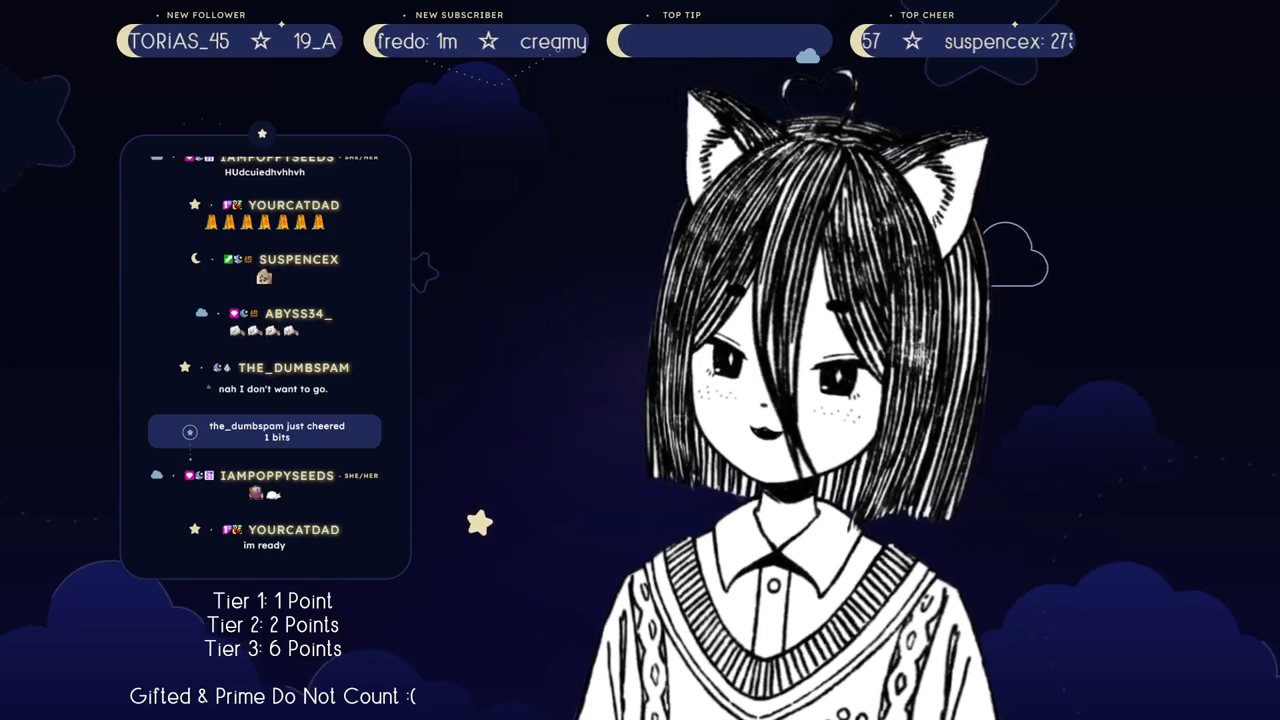 NEW FOLLOWER
TORiAS_45 ☆ 19_A
NEW SUBSCRIBER
fredo: 1m ☆ creamy
TOP TIP
TOP CHEER
57 ☆ suspencex: 275
IAMPOPPYSEEDS - SHE/HER
HUdcuiedhvhhvh
YOURCATDAD
SUSPENCEX
ABYSS34_
THE_DUMBSPAM
nah I don't want to go.
the_dumbspam just cheered
1 bits
IAMPOPPYSEEDS - SHE/HER
YOURCATDAD
im ready
Tier 1: 1 Point
Tier 2: 2 Points
Tier 3: 6 Points
Gifted & Prime Do Not Count :(